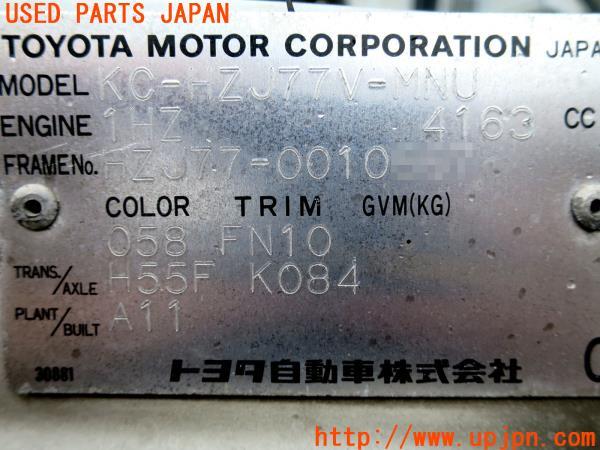 USED PARTS JAPAN
TOYOTA MOTOR CORPORATION JAPA
MODEL KC-HZJ77V-MNU
ENGINE 1HZ 4163 CC
FRAME No. HZJ77-0010
COLOR TRIM GVM(KG)
058 FN10
TRANS./AXLE H55F K084
PLANT/BUILT A11
30881 トヨタ自動車株式会社
http://www.upjpn.com